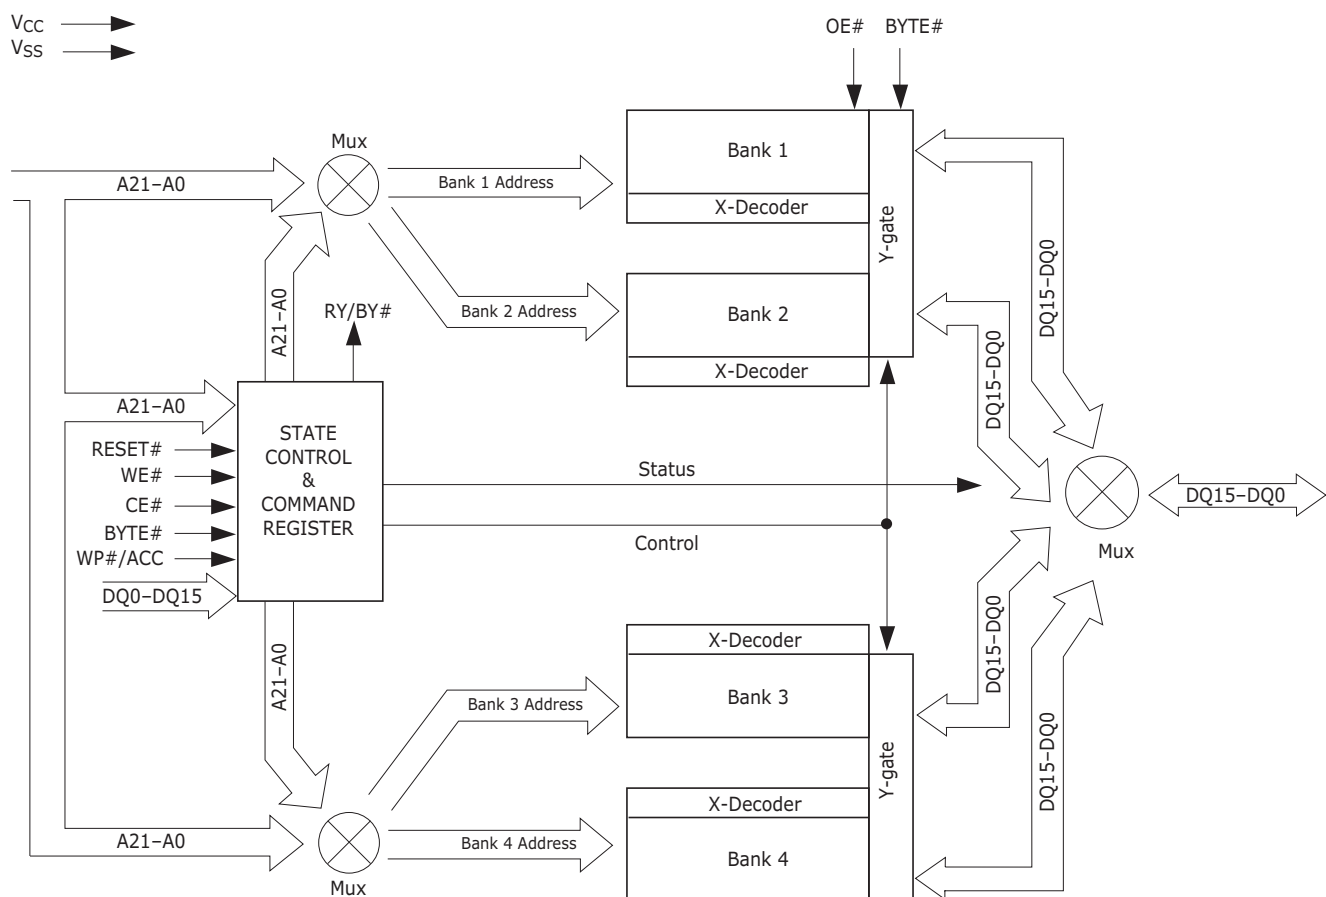 VCC
VSS
OE# BYTE#
Mux
Bank 1
A21–A0
Bank 1 Address
X-Decoder
Y-gate
DQ15–DQ0
A21–A0
RY/BY#
Bank 2 Address
Bank 2
X-Decoder
DQ15–DQ0
A21–A0
STATE
CONTROL
&
COMMAND
REGISTER
RESET#
WE#
CE#
BYTE#
WP#/ACC
DQ0–DQ15
Status
Control
DQ15–DQ0
Mux
A21–A0
X-Decoder
Bank 3 Address
Bank 3
DQ15–DQ0
Y-gate
DQ15–DQ0
X-Decoder
A21–A0
Bank 4 Address
Bank 4
Mux